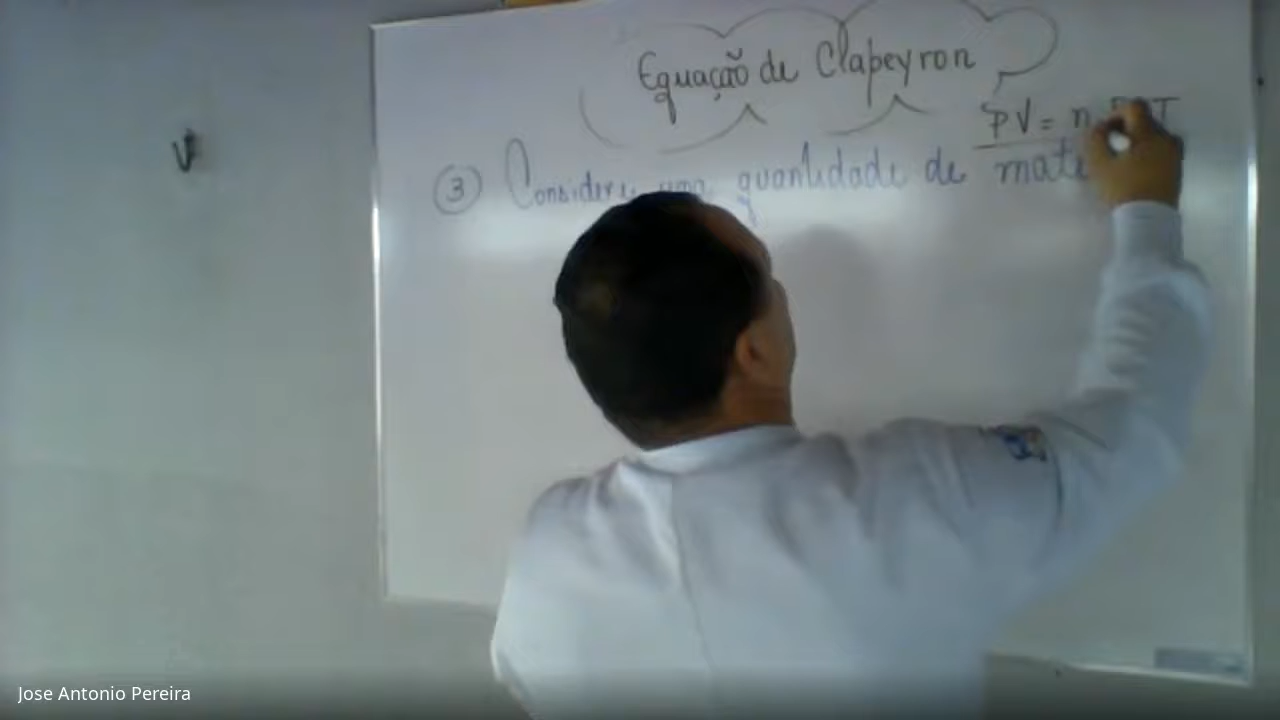 Equação de Clapeyron
PV = n
③ Considere uma quantidade de mate
Jose Antonio Pereira